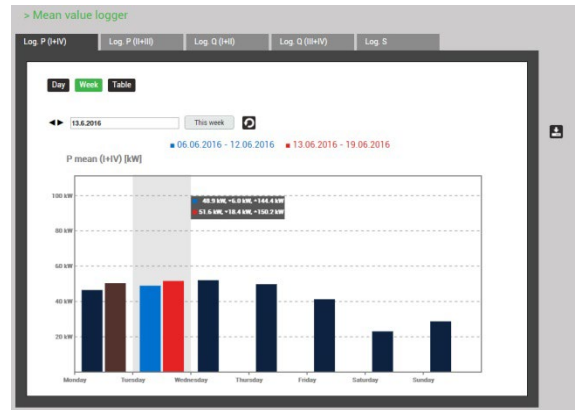 > Mean value logger
Log. P (I+IV) Log. P (II+III) Log. Q (I+II) Log. Q (III+IV) Log. S
Day Week Table
13.6.2016 This week
06.06.2016 - 12.06.2016 13.06.2016 - 19.06.2016
P mean (I+IV) [kW]
100 kW
48.9 kW, +6.0 kW, +144.4 kW
51.6 kW, +18.4 kW, +150.2 kW
80 kW
60 kW
40 kW
20 kW
Monday Tuesday Wednesday Thursday Friday Saturday Sunday